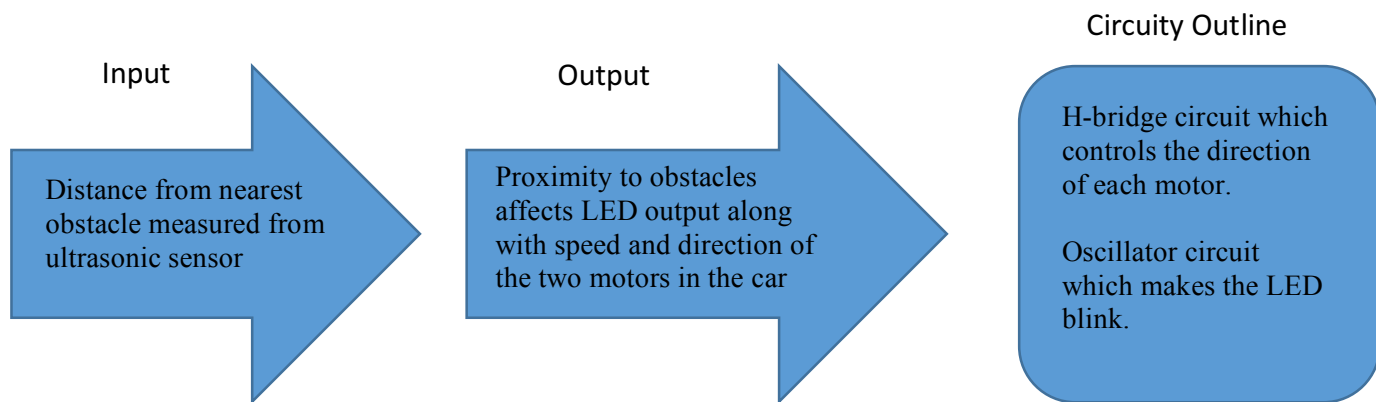 Input
Distance from nearest
obstacle measured from
ultrasonic sensor
Output
Proximity to obstacles
affects LED output along
with speed and direction of
the two motors in the car
Circuity Outline
H-bridge circuit which
controls the direction
of each motor.
Oscillator circuit
which makes the LED
blink.